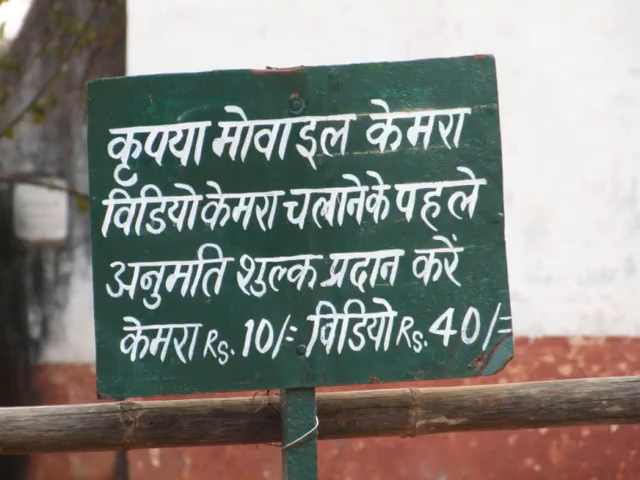 कृपया मोवाइल केमरा
विडियो केमरा चलाने के पहले
अनुमति शुल्क प्रदान करें
केमरा Rs. 10/- विडियो Rs. 40/=